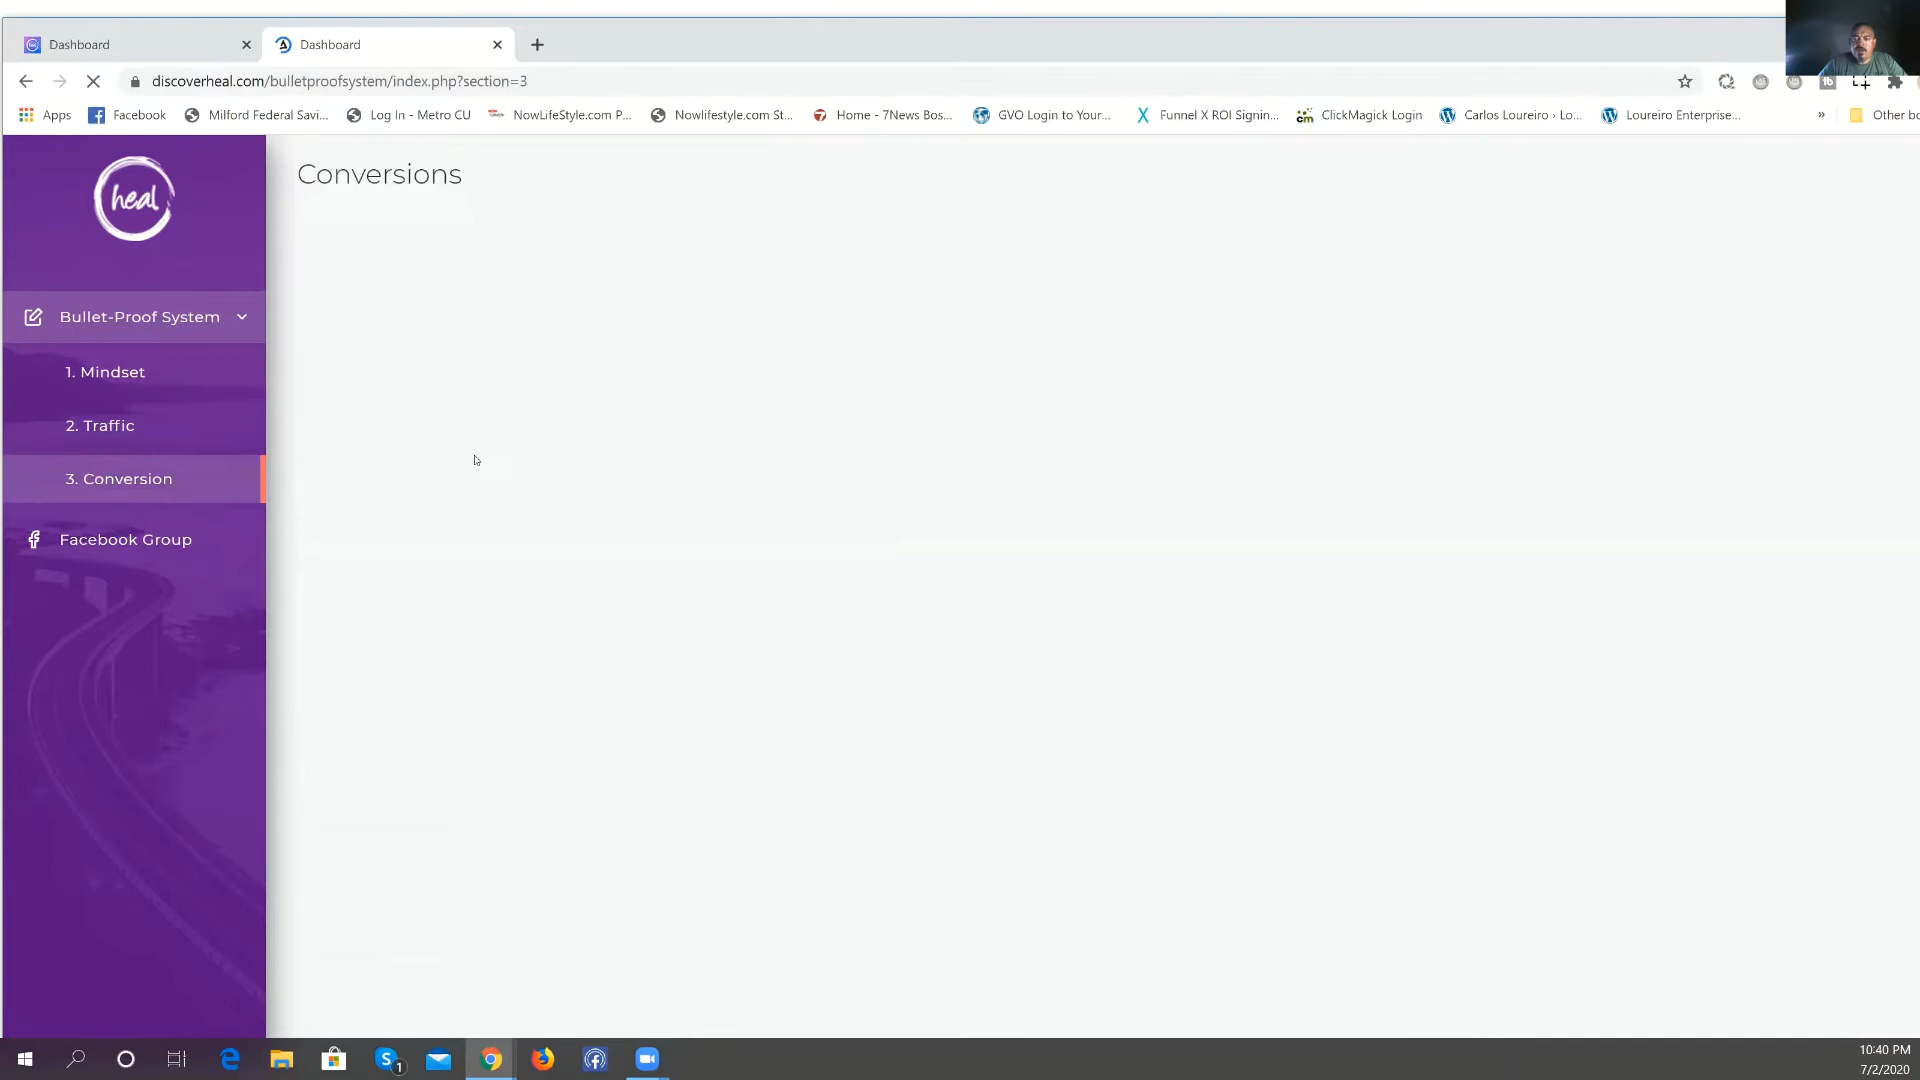 Dashboard
Dashboard
discoverheal.com/bulletproofsystem/index.php?section=3
Apps
Facebook
Milford Federal Savi...
Log In - Metro CU
NowLifeStyle.com P...
Nowlifestyle.com St...
Home - 7News Bos...
GVO Login to Your...
Funnel X ROI Signin...
ClickMagick Login
Carlos Loureiro › Lo...
Loureiro Enterprise...
»
Other bo
heal
Conversions
Bullet-Proof System
1. Mindset
2. Traffic
3. Conversion
Facebook Group
1
10:40 PM
7/2/2020